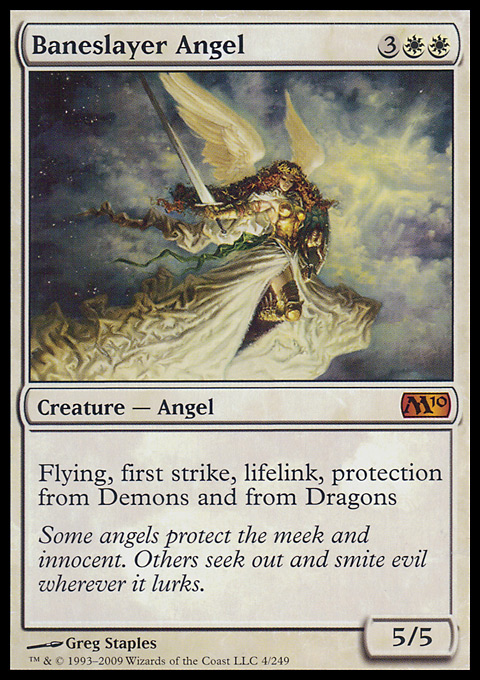 Baneslayer Angel 3
Creature — Angel M10
Flying, first strike, lifelink, protection
from Demons and from Dragons
Some angels protect the meek and
innocent. Others seek out and smite evil
wherever it lurks.
Greg Staples
5/5
™ & © 1993–2009 Wizards of the Coast LLC 4/249